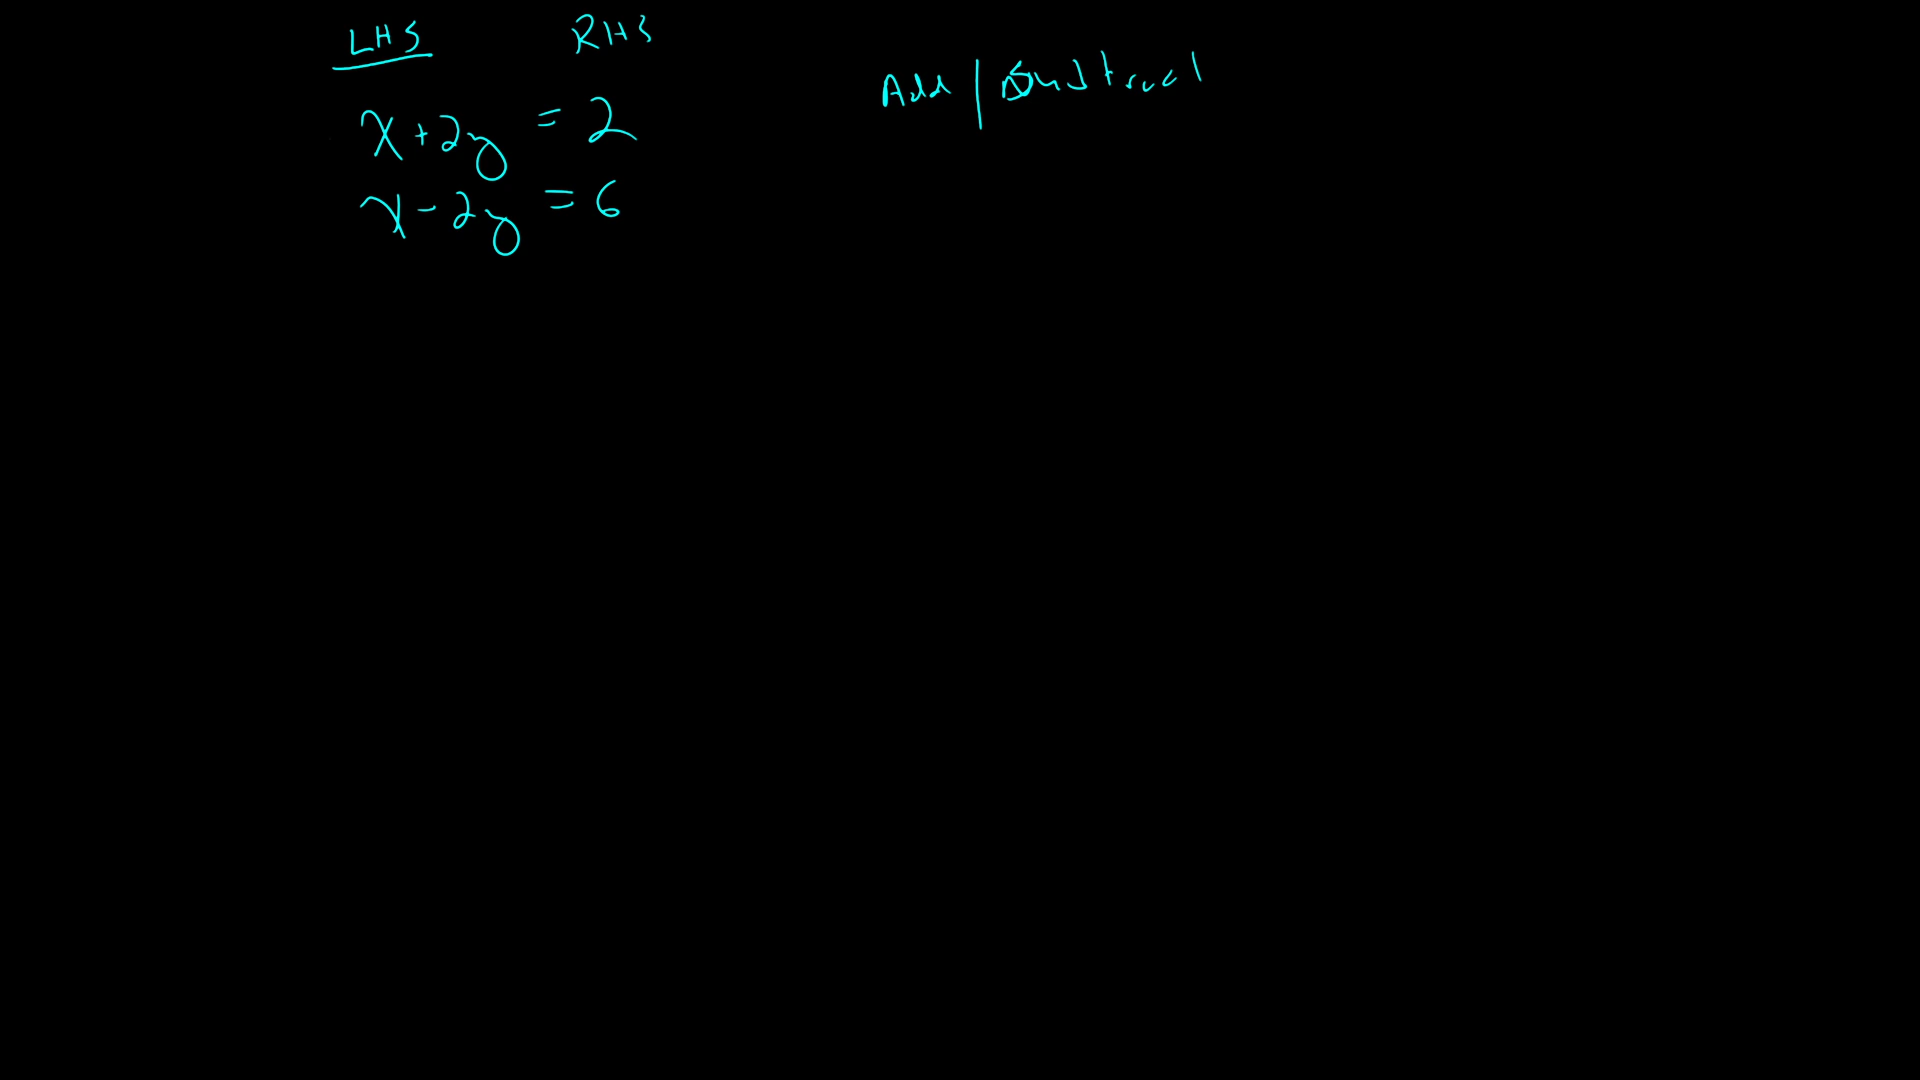 LHS RHS
Add | Subtract
x + 2y = 2
x - 2y = 6